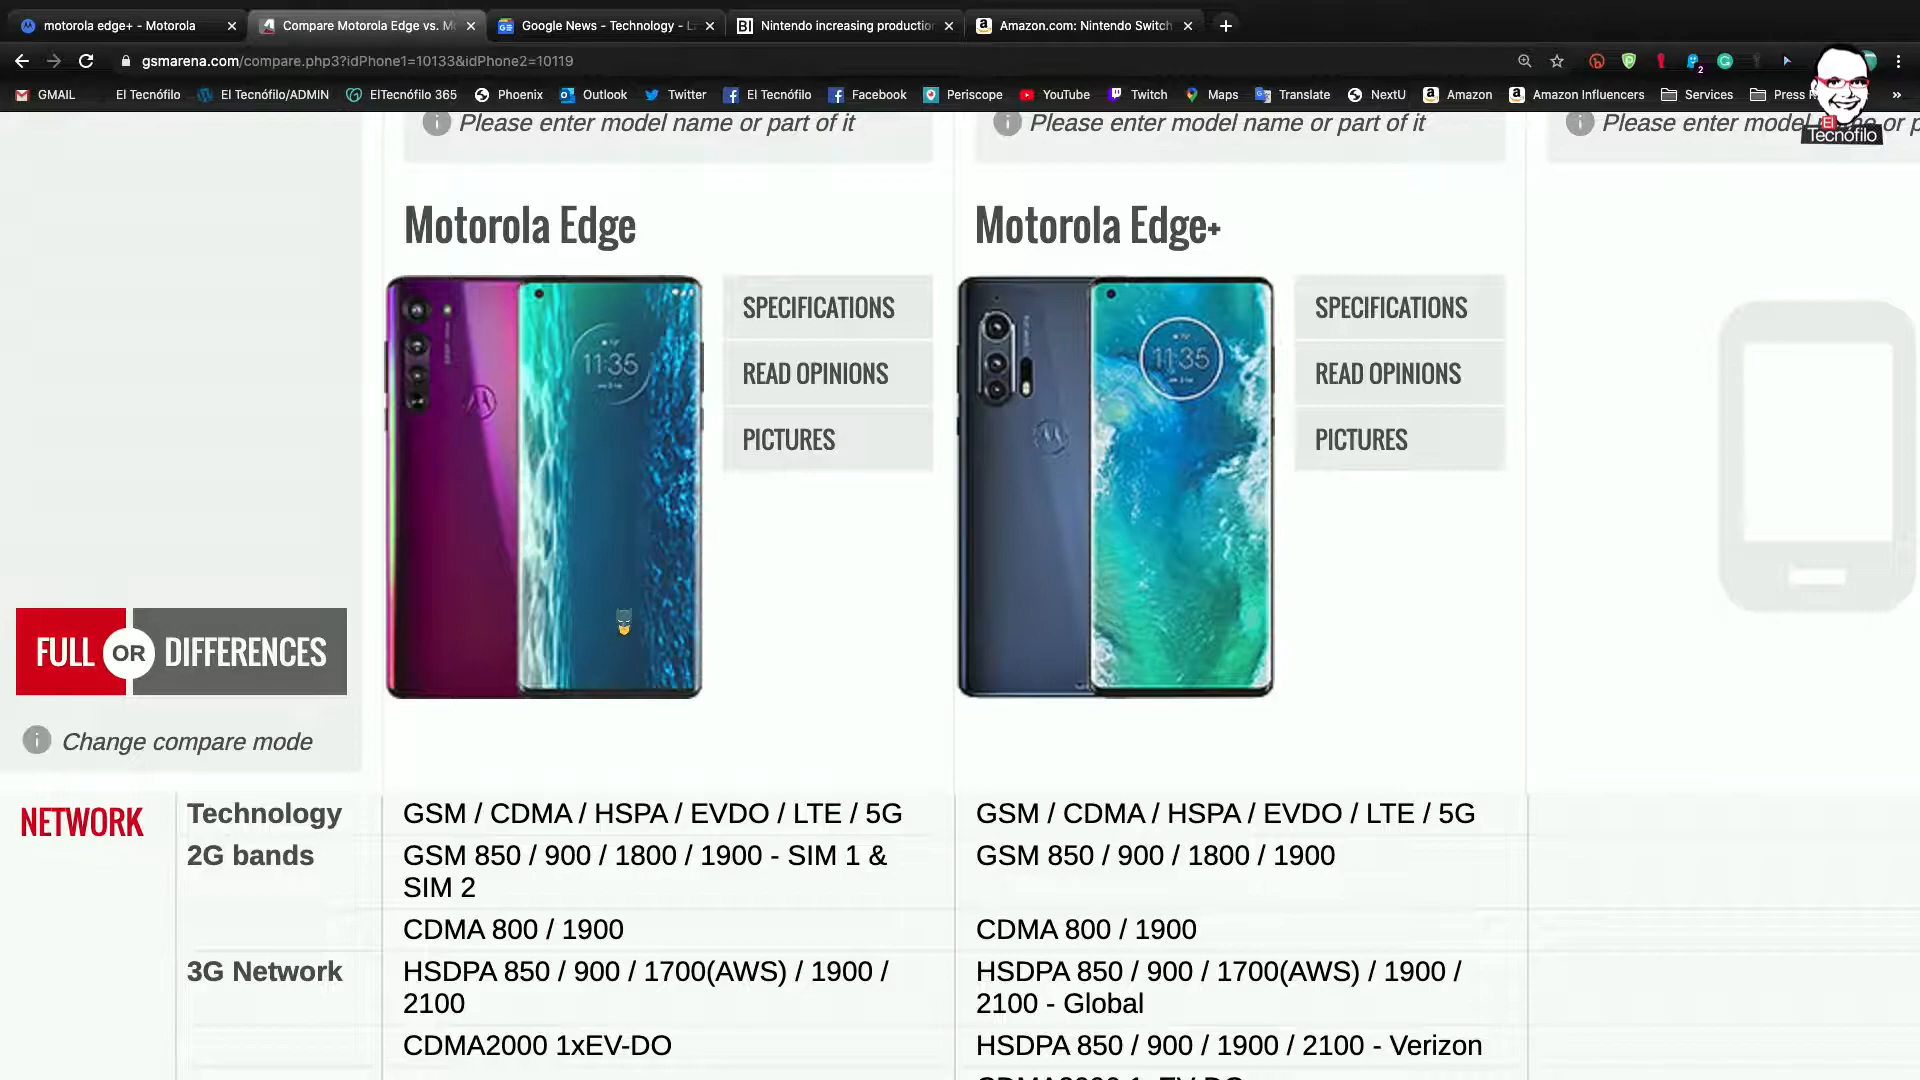 motorola edge+ - Motorola
Compare Motorola Edge vs. M
Google News - Technology - L
BI Nintendo increasing production
Amazon.com: Nintendo Switch
gsmarena.com/compare.php3?idPhone1=10133&idPhone2=10119
GMAIL El Tecnófilo El Tecnófilo/ADMIN ElTecnófilo 365 Phoenix Outlook Twitter El Tecnófilo Facebook Periscope YouTube Twitch Maps Translate NextU Amazon Amazon Influencers Services Press
El
Tecnófilo
Please enter model name or part of it
Please enter model name or part of it
Please enter model or p
Motorola Edge
Motorola Edge+
11:35
SPECIFICATIONS
READ OPINIONS
PICTURES
11:35
SPECIFICATIONS
READ OPINIONS
PICTURES
FULL OR DIFFERENCES
Change compare mode
NETWORK
Technology
GSM / CDMA / HSPA / EVDO / LTE / 5G
GSM / CDMA / HSPA / EVDO / LTE / 5G
2G bands
GSM 850 / 900 / 1800 / 1900 - SIM 1 &
SIM 2
GSM 850 / 900 / 1800 / 1900
CDMA 800 / 1900
CDMA 800 / 1900
3G Network
HSDPA 850 / 900 / 1700(AWS) / 1900 /
2100
HSDPA 850 / 900 / 1700(AWS) / 1900 /
2100 - Global
CDMA2000 1xEV-DO
HSDPA 850 / 900 / 1900 / 2100 - Verizon